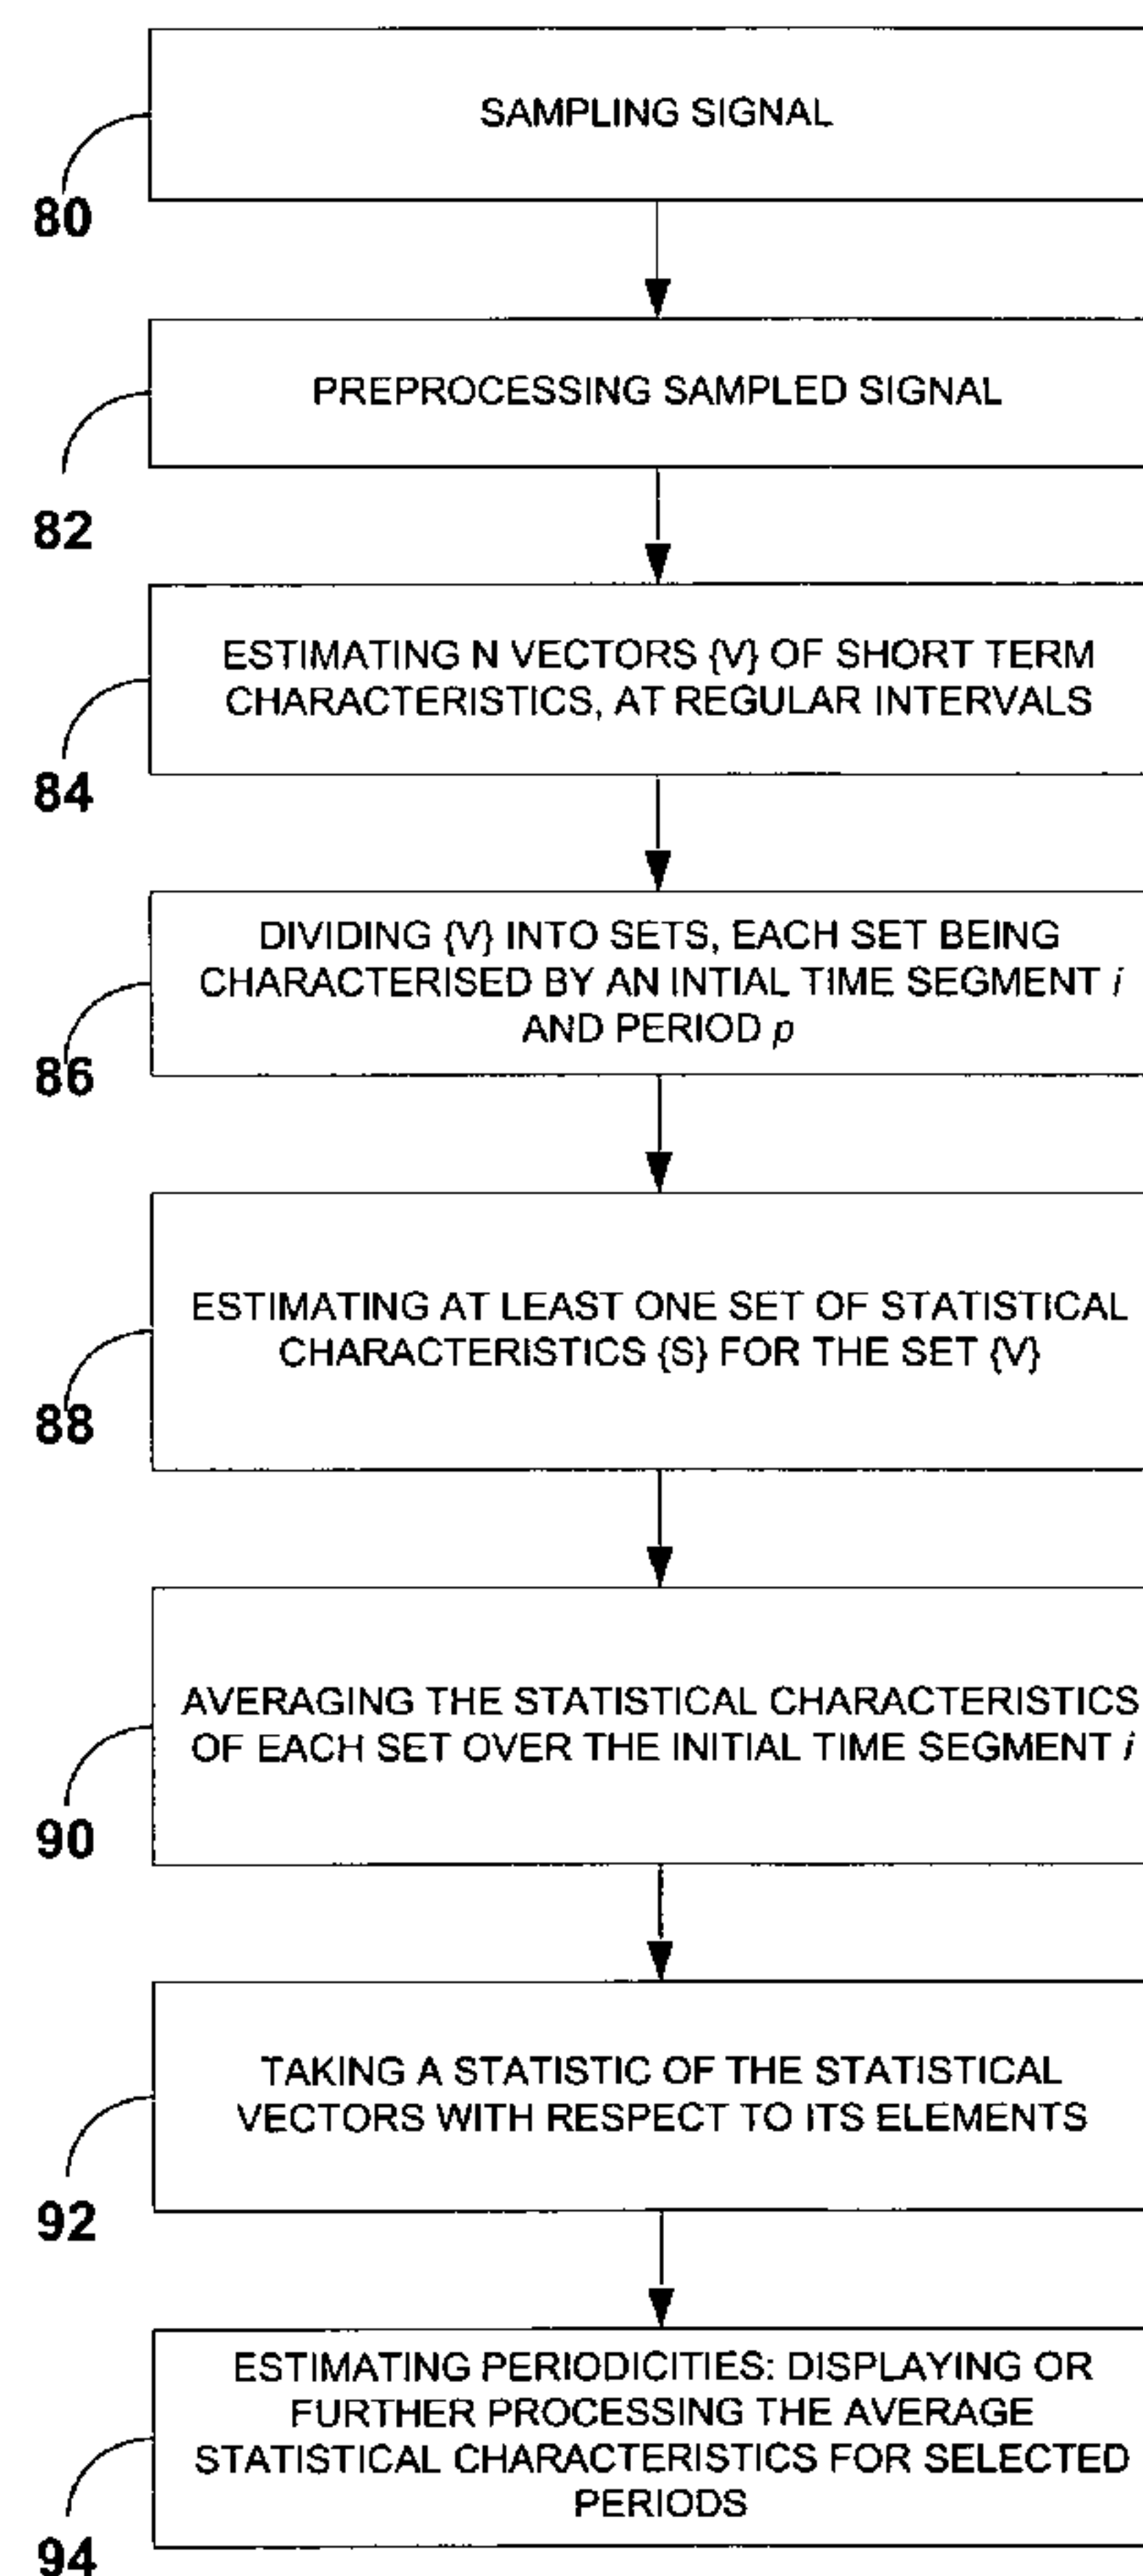 SAMPLING SIGNAL
80
PREPROCESSING SAMPLED SIGNAL
82
ESTIMATING N VECTORS {V} OF SHORT TERM
CHARACTERISTICS, AT REGULAR INTERVALS
84
DIVIDING {V} INTO SETS, EACH SET BEING
CHARACTERISED BY AN INTIAL TIME SEGMENT i
AND PERIOD p
86
ESTIMATING AT LEAST ONE SET OF STATISTICAL
CHARACTERISTICS {S} FOR THE SET {V}
88
AVERAGING THE STATISTICAL CHARACTERISTICS
OF EACH SET OVER THE INITIAL TIME SEGMENT i
90
TAKING A STATISTIC OF THE STATISTICAL
VECTORS WITH RESPECT TO ITS ELEMENTS
92
ESTIMATING PERIODICITIES: DISPLAYING OR
FURTHER PROCESSING THE AVERAGE
STATISTICAL CHARACTERISTICS FOR SELECTED
PERIODS
94